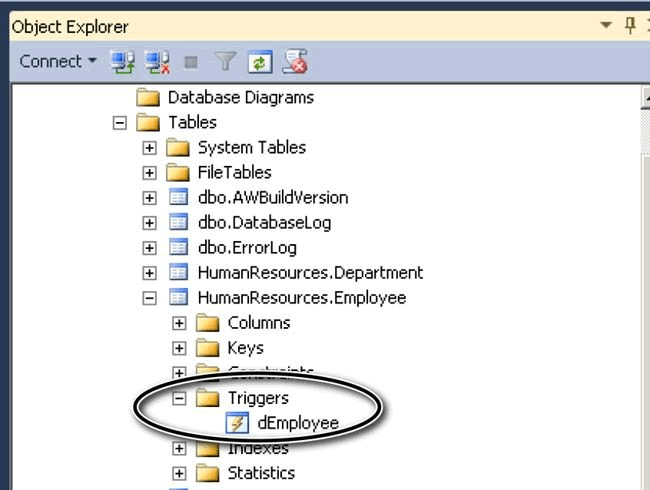 Object Explorer
Connect
Database Diagrams
Tables
System Tables
FileTables
dbo.AWBuildVersion
dbo.DatabaseLog
dbo.ErrorLog
HumanResources.Department
HumanResources.Employee
Columns
Keys
Constraints
Triggers
dEmployee
Indexes
Statistics